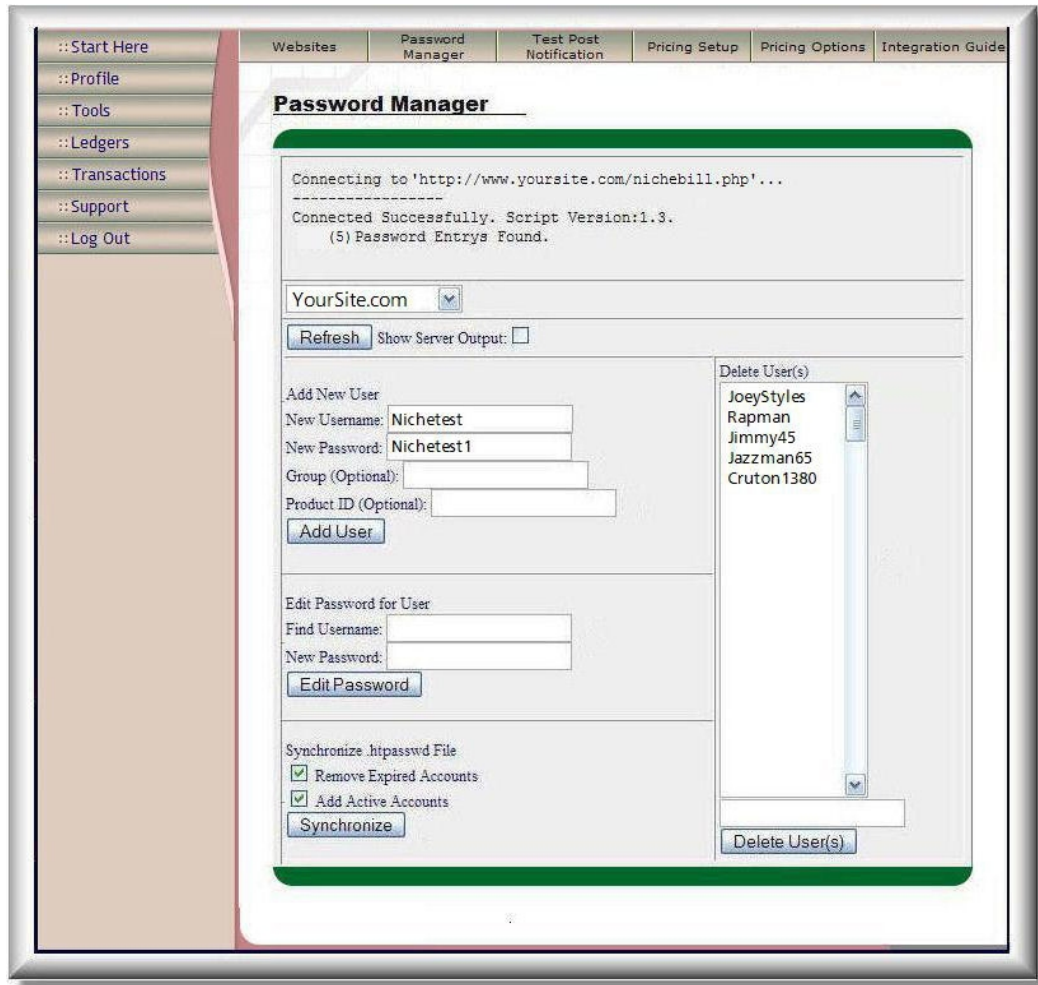 ::Start Here
::Profile
::Tools
::Ledgers
::Transactions
::Support
::Log Out
Websites
Password Manager
Test Post Notification
Pricing Setup
Pricing Options
Integration Guide
Password Manager
Connecting to 'http://www.yoursite.com/nichebill.php'...
-----------------
Connected Successfully. Script Version:1.3.
(5) Password Entrys Found.
YourSite.com
Refresh Show Server Output:
Add New User
New Username: Nichetest
New Password: Nichetest1
Group (Optional):
Product ID (Optional):
Add User
Edit Password for User
Find Username:
New Password:
Edit Password
Synchronize .htpasswd File
Remove Expired Accounts
Add Active Accounts
Synchronize
Delete User(s)
JoeyStyles
Rapman
Jimmy45
Jazzman65
Cruton1380
Delete User(s)